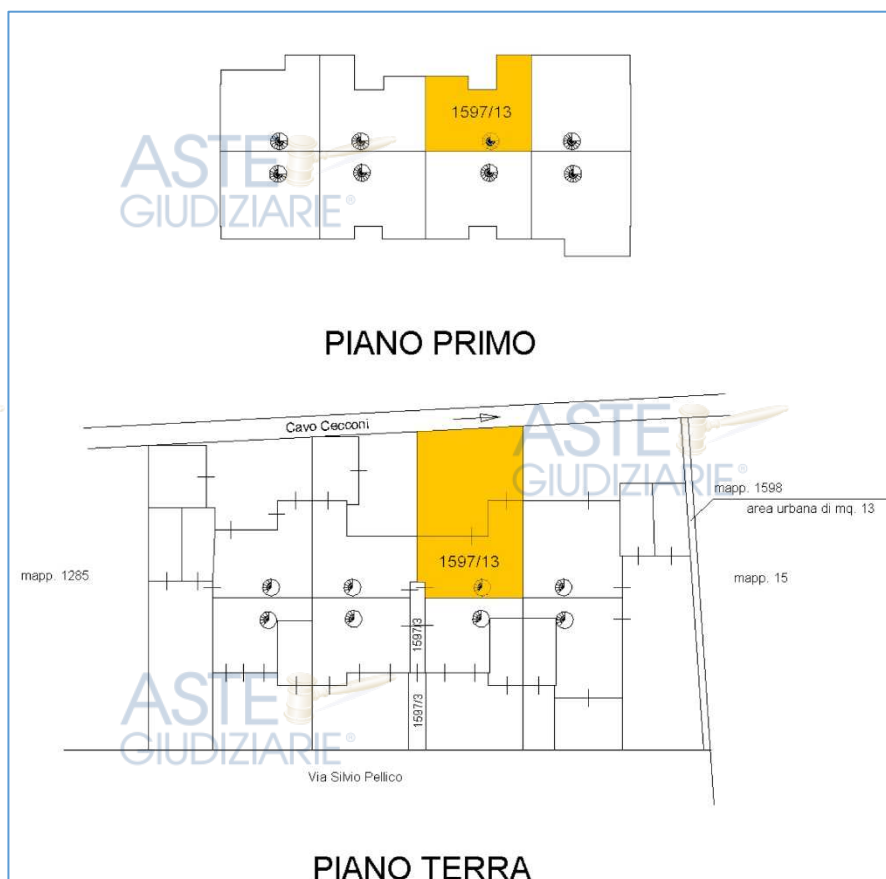 1597/13
ASTE
GIUDIZIARIE®
PIANO PRIMO
Cavo Cecconi
ASTE
GIUDIZIARIE®
mapp. 1598
area urbana di mq. 13
1597/13
mapp. 1285
mapp. 15
1597/3
1597/3
ASTE
GIUDIZIARIE®
Via Silvio Pellico
PIANO TERRA